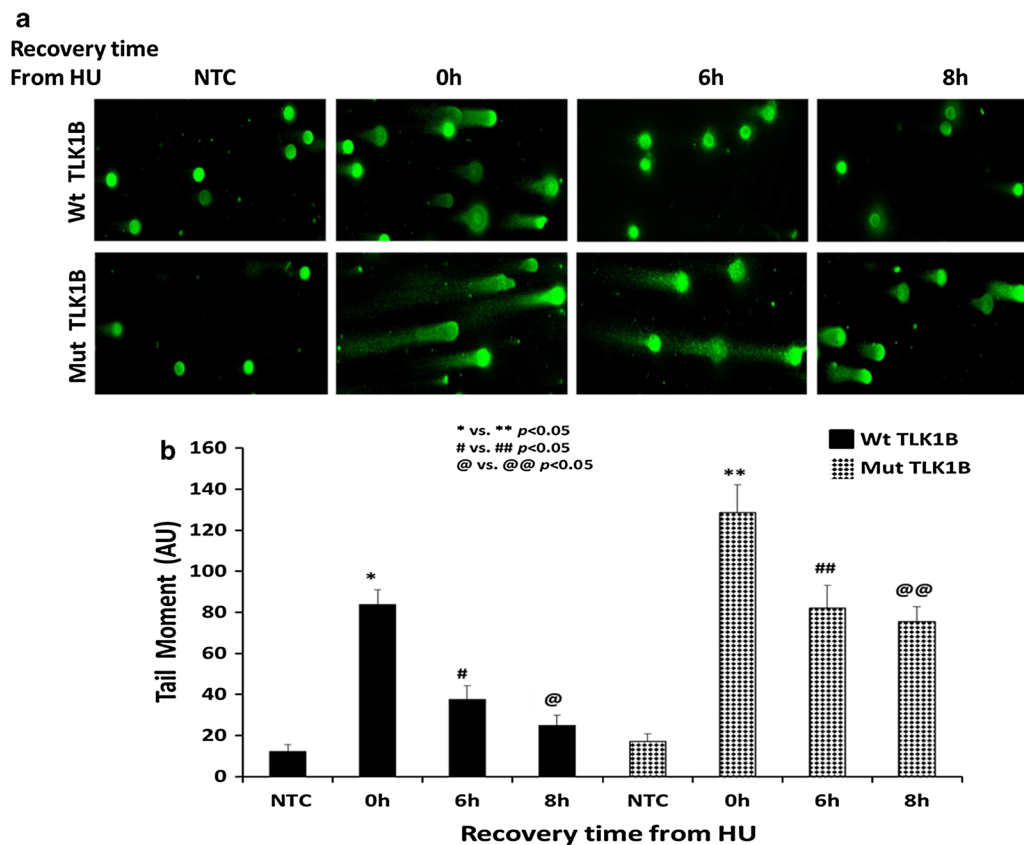 a
Recovery time
From HU NTC 0h 6h 8h
Wt TLK1B
Mut TLK1B
b
* vs. ** p<0.05
# vs. ## p<0.05
@ vs. @@ p<0.05
Wt TLK1B
Mut TLK1B
Tail Moment (AU)
160
140
120
100
80
60
40
20
0
* # @ ** ## @@
NTC 0h 6h 8h NTC 0h 6h 8h
Recovery time from HU